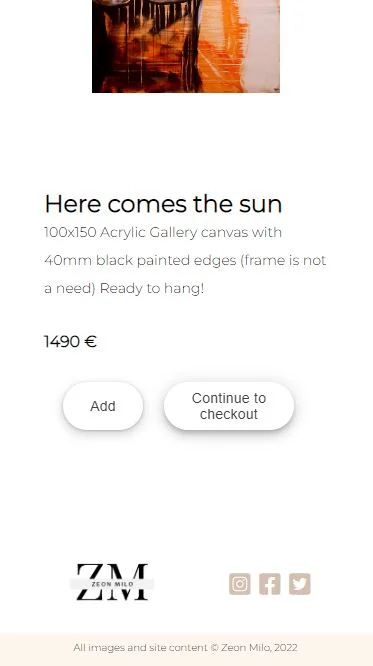 Here comes the sun
100x150 Acrylic Gallery canvas with
40mm black painted edges (frame is not
a need) Ready to hang!
1490 €
Add
Continue to
checkout
ZM
ZEON MILO
All images and site content © Zeon Milo, 2022